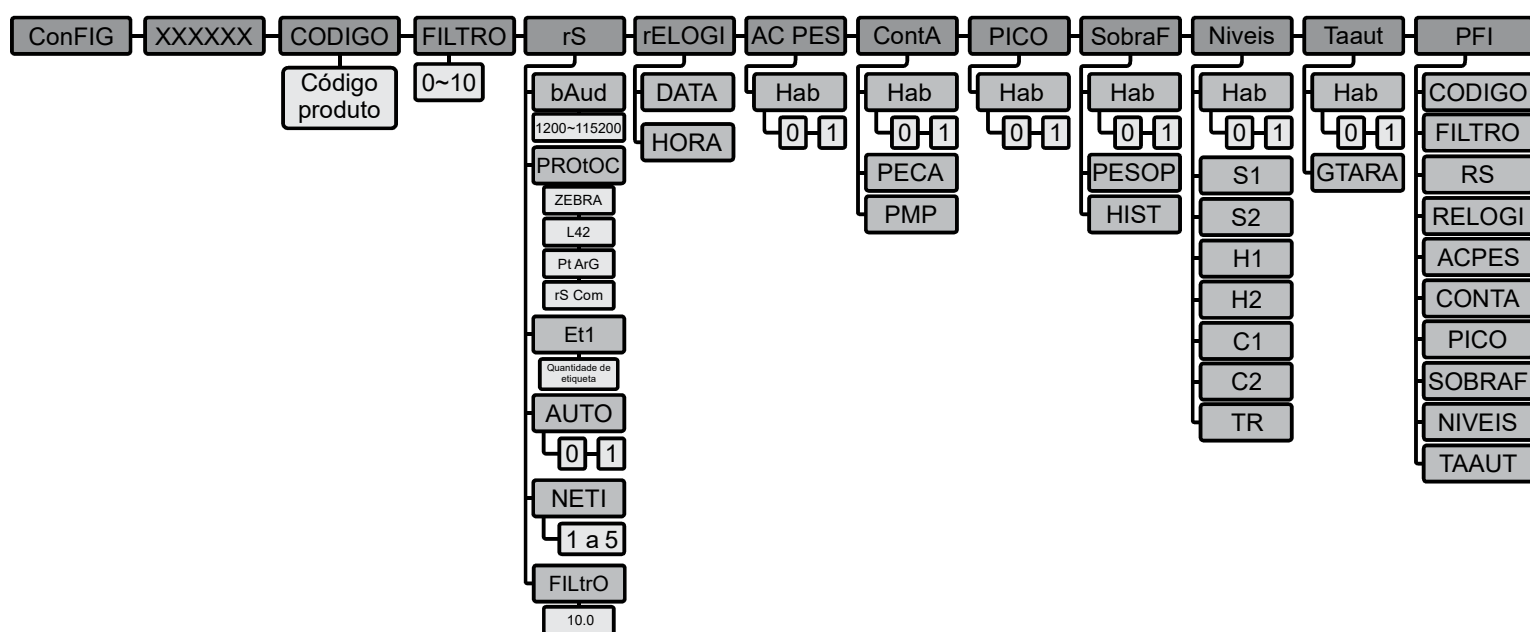 ConFIG
XXXXXX
CODIGO
FILTRO
rS
rELOGI
AC PES
ContA
PICO
SobraF
Niveis
Taaut
PFI
Código
produto
0~10
bAud
1200~115200
PROtOC
ZEBRA
L42
Pt ArG
rS Com
Et1
Quantidade de
etiqueta
AUTO
0
1
NETI
1 a 5
FILtrO
10.0
DATA
HORA
Hab
0
1
Hab
0
1
PECA
PMP
Hab
0
1
Hab
0
1
PESOP
HIST
Hab
0
1
S1
S2
H1
H2
C1
C2
TR
Hab
0
1
GTARA
CODIGO
FILTRO
RS
RELOGI
ACPES
CONTA
PICO
SOBRAF
NIVEIS
TAAUT